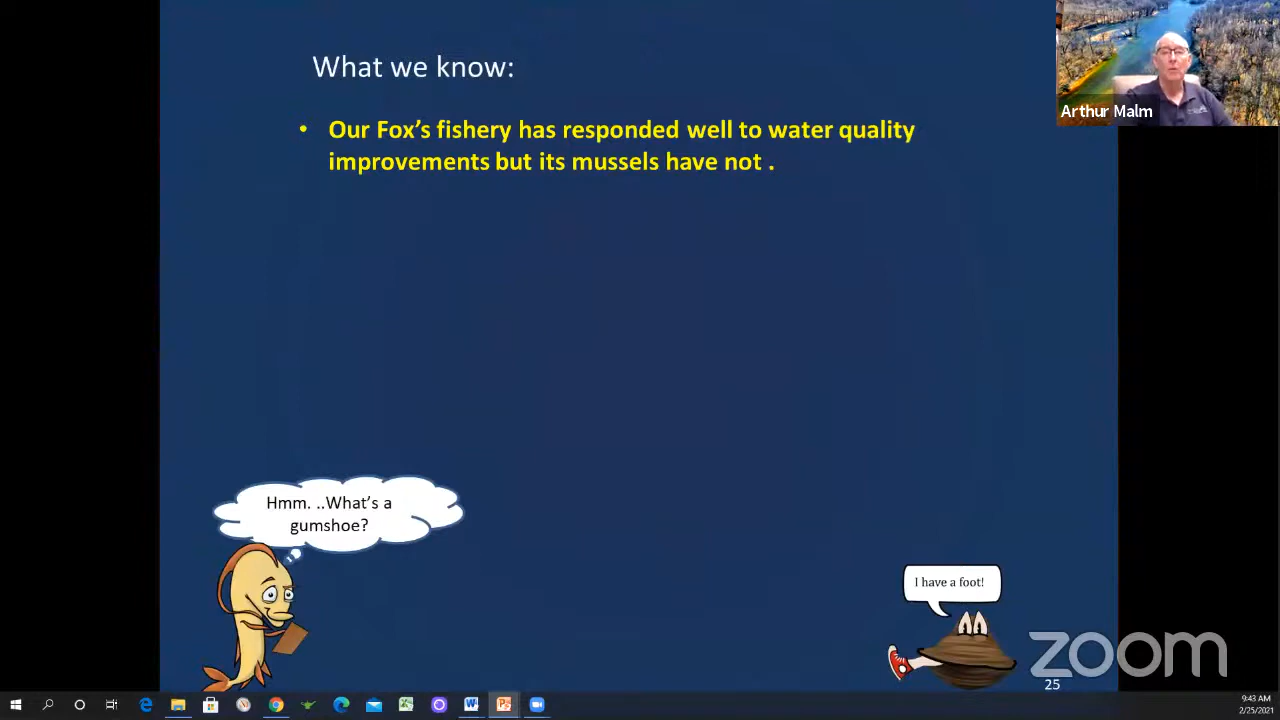 What we know:
• Our Fox’s fishery has responded well to water quality
improvements but its mussels have not .
Arthur Malm
Hmm. ..What’s a
gumshoe?
I have a foot!
zoom
25
9:43 AM
2/25/2021